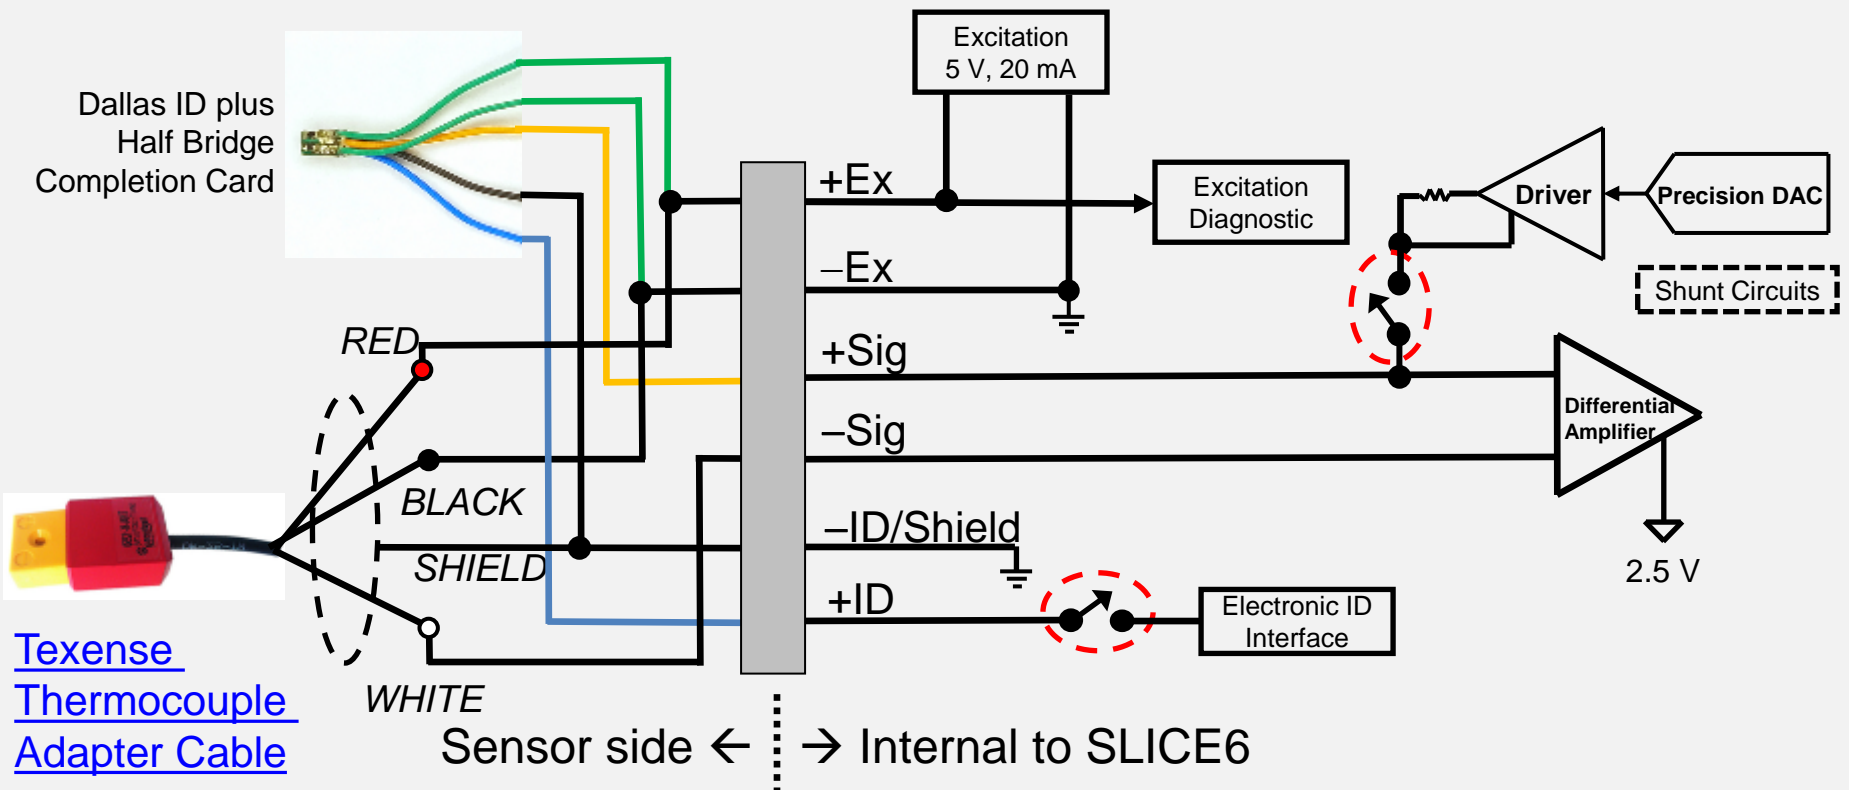 Excitation
5 V, 20 mA
Dallas ID plus
Half Bridge
Completion Card
+Ex
Excitation
Diagnostic
Driver
Precision DAC
–Ex
Shunt Circuits
RED
+Sig
–Sig
Differential
Amplifier
BLACK
–ID/Shield
SHIELD
2.5 V
+ID
Electronic ID
Interface
Texense
Thermocouple
Adapter Cable
WHITE
Sensor side ← → Internal to SLICE6